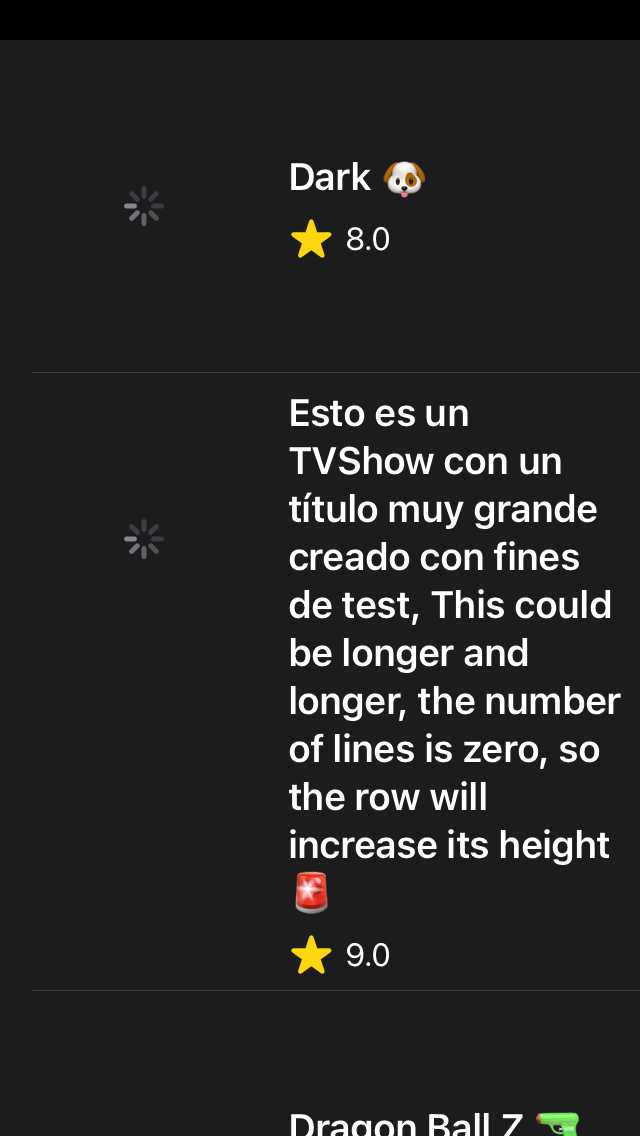 Dark 🐶
8.0
Esto es un
TVShow con un
título muy grande
creado con fines
de test, This could
be longer and
longer, the number
of lines is zero, so
the row will
increase its height
🚨
9.0
Dragon Ball Z 🔫